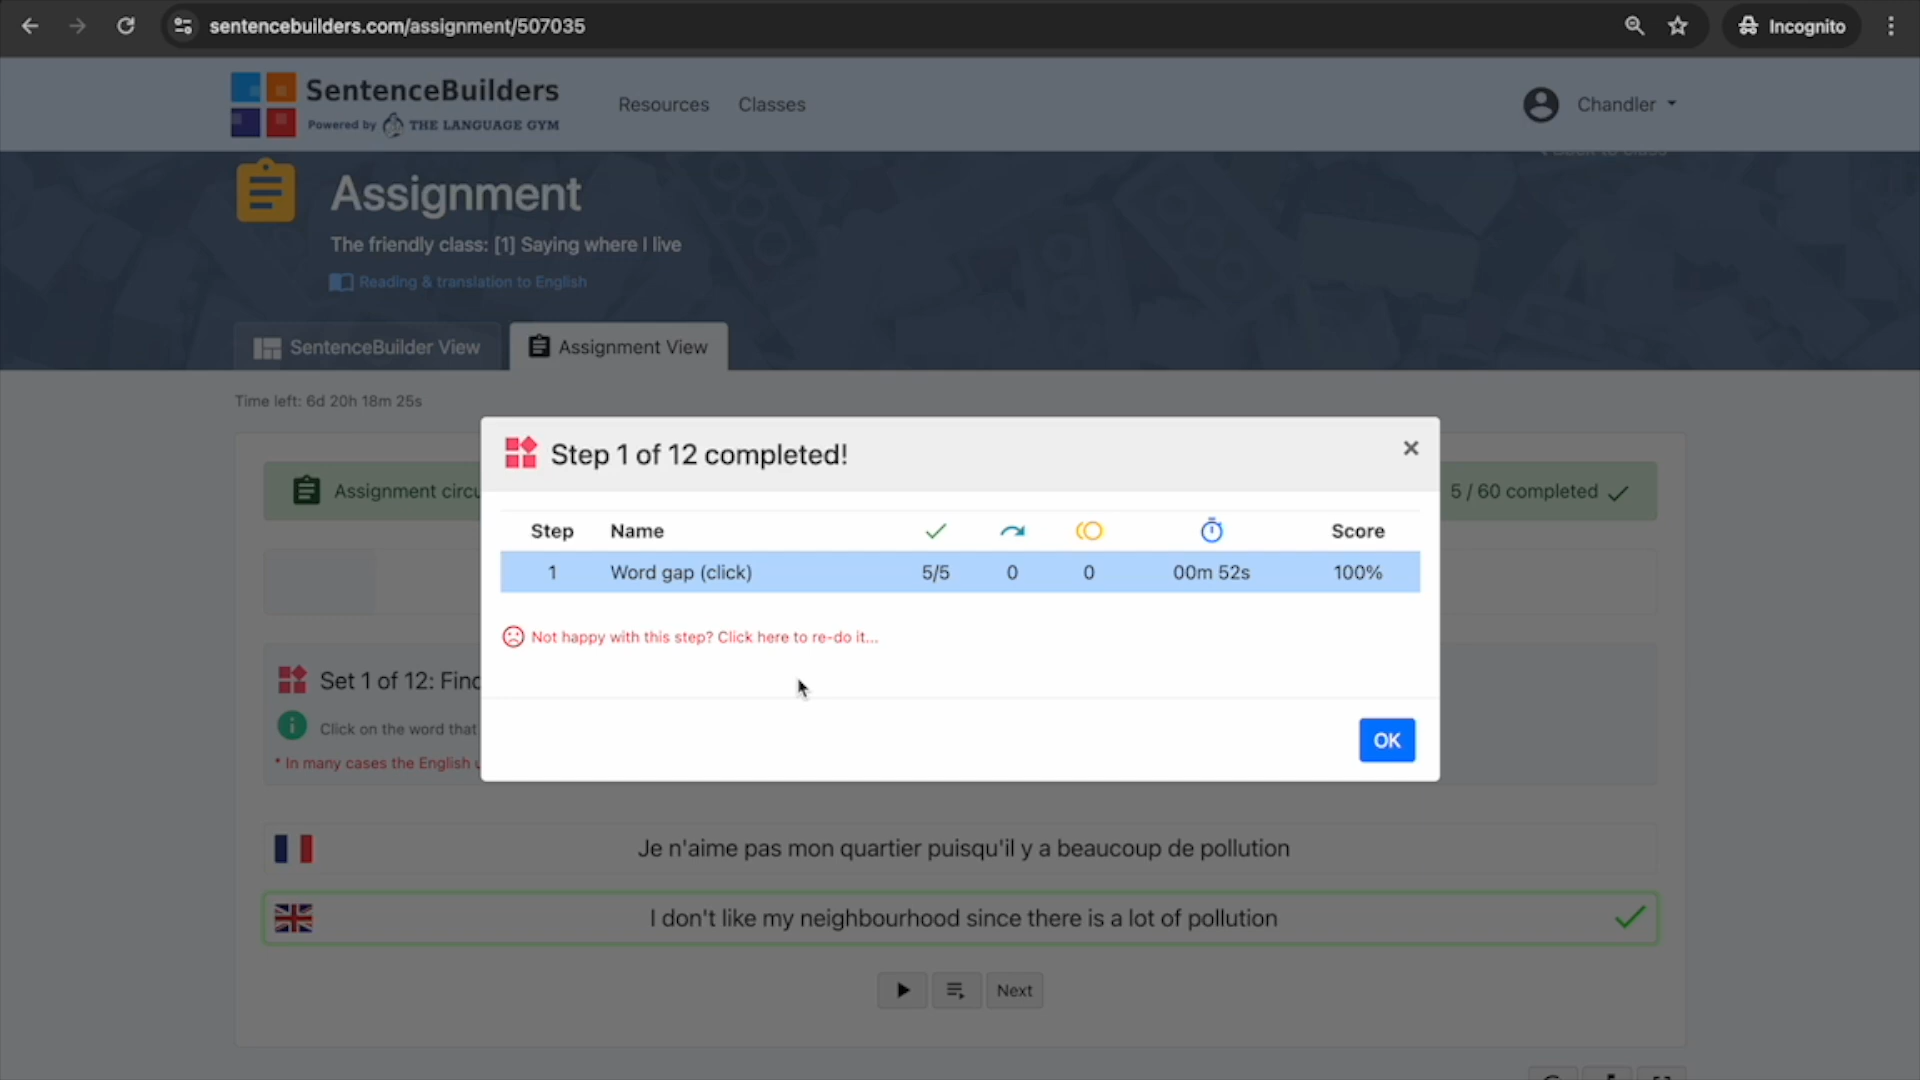 sentencebuilders.com/assignment/507035
Incognito
SentenceBuilders
Powered by THE LANGUAGE GYM
Resources
Classes
Chandler
Assignment
The friendly class: [1] Saying where I live
Reading & translation to English
SentenceBuilder View
Assignment View
Time left: 6d 20h 18m 25s
Assignment
5 / 60 completed
Step 1 of 12 completed!
Step Name Score
1 Word gap (click) 5/5 0 0 00m 52s 100%
Not happy with this step? Click here to re-do it...
OK
Set 1 of 12:
Click on the word that
* In many cases the English
Je n'aime pas mon quartier puisqu'il y a beaucoup de pollution
I don't like my neighbourhood since there is a lot of pollution
Next